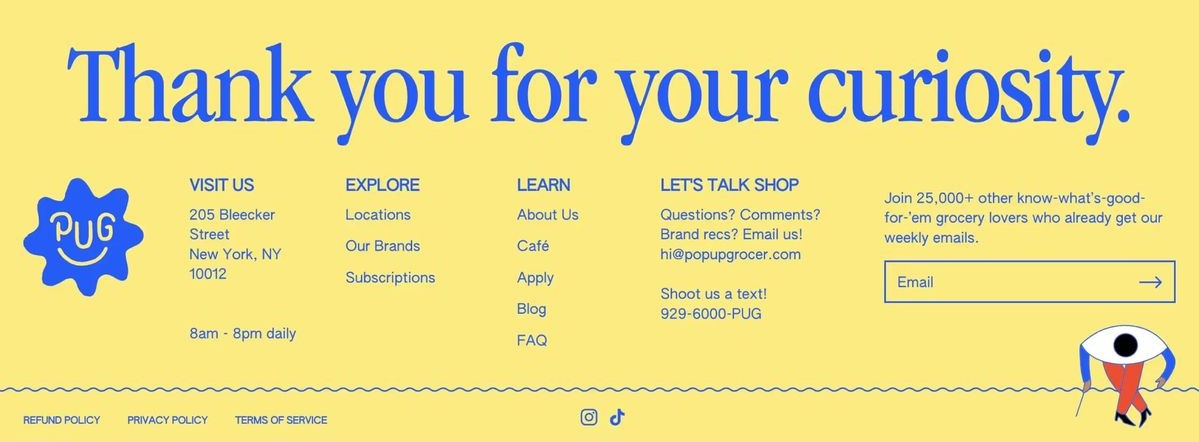 Thank you for your curiosity.
PUG
VISIT US
205 Bleecker
Street
New York, NY
10012
8am - 8pm daily
EXPLORE
Locations
Our Brands
Subscriptions
LEARN
About Us
Café
Apply
Blog
FAQ
LET'S TALK SHOP
Questions? Comments?
Brand recs? Email us!
hi@popupgrocer.com
Shoot us a text!
929-6000-PUG
Join 25,000+ other know-what's-good-
for-'em grocery lovers who already get our
weekly emails.
Email
REFUND POLICY
PRIVACY POLICY
TERMS OF SERVICE